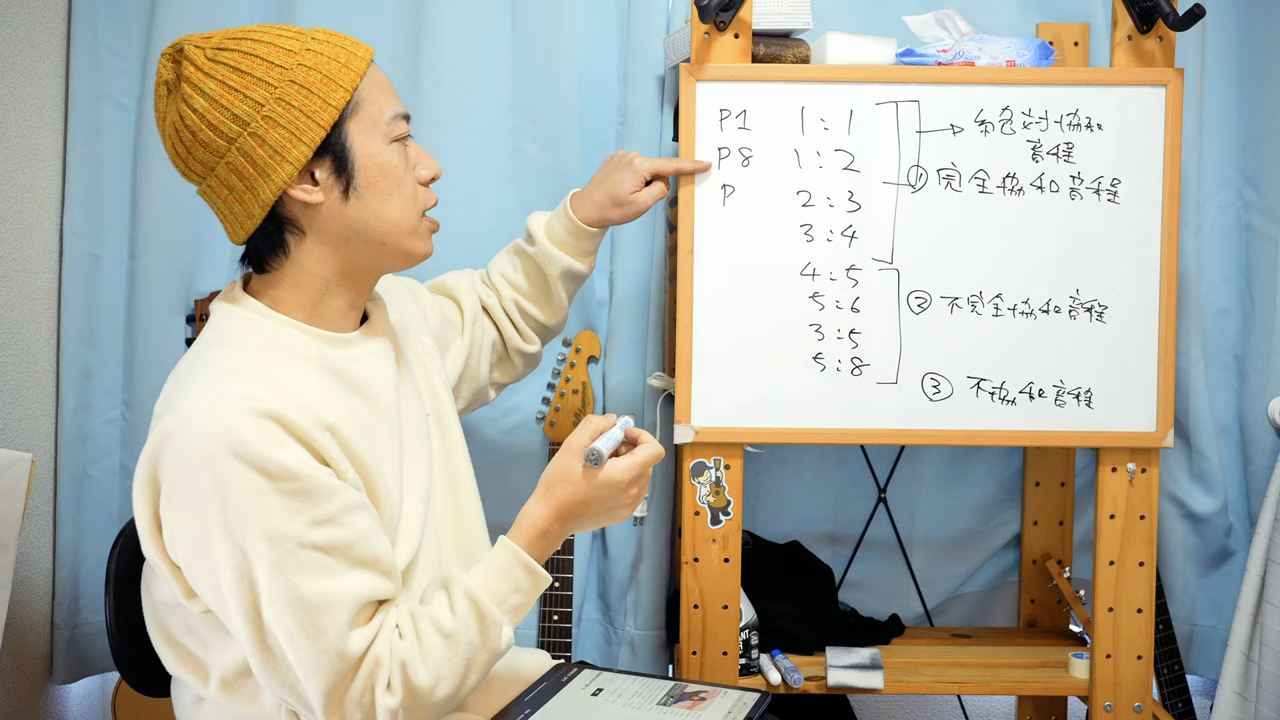 P1 1:1
P8 1:2
P 2:3
3:4
4:5
5:6
3:5
5:8
絶対協和
音程
① 完全協和音程
② 不完全協和音程
③ 不協和音程